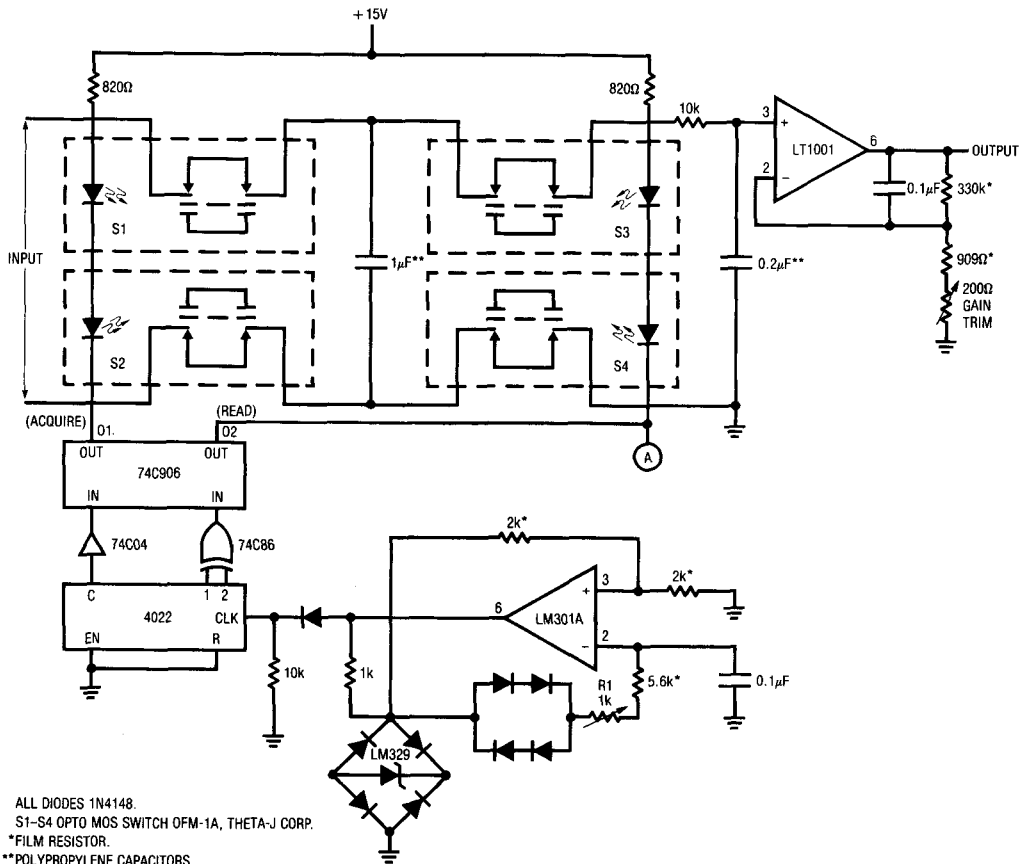 +15V
820Ω
820Ω
10k
3
+
LT1001
6
OUTPUT
2
−
0.1µF
330k*
909Ω*
200Ω
GAIN
TRIM
INPUT
S1
S2
S3
S4
1µF**
0.2µF**
(ACQUIRE)
01.
(READ)
02
A
OUT
OUT
74C906
IN
IN
74C04
74C86
C
1
2
4022
CLK
EN
R
10k
1k
6
LM301A
3
+
2
−
2k*
2k*
5.6k*
0.1µF
R1
1k
LM329
ALL DIODES 1N4148.
S1–S4 OPTO MOS SWITCH OFM-1A, THETA-J CORP.
*FILM RESISTOR.
**POLYPROPYLENE CAPACITORS